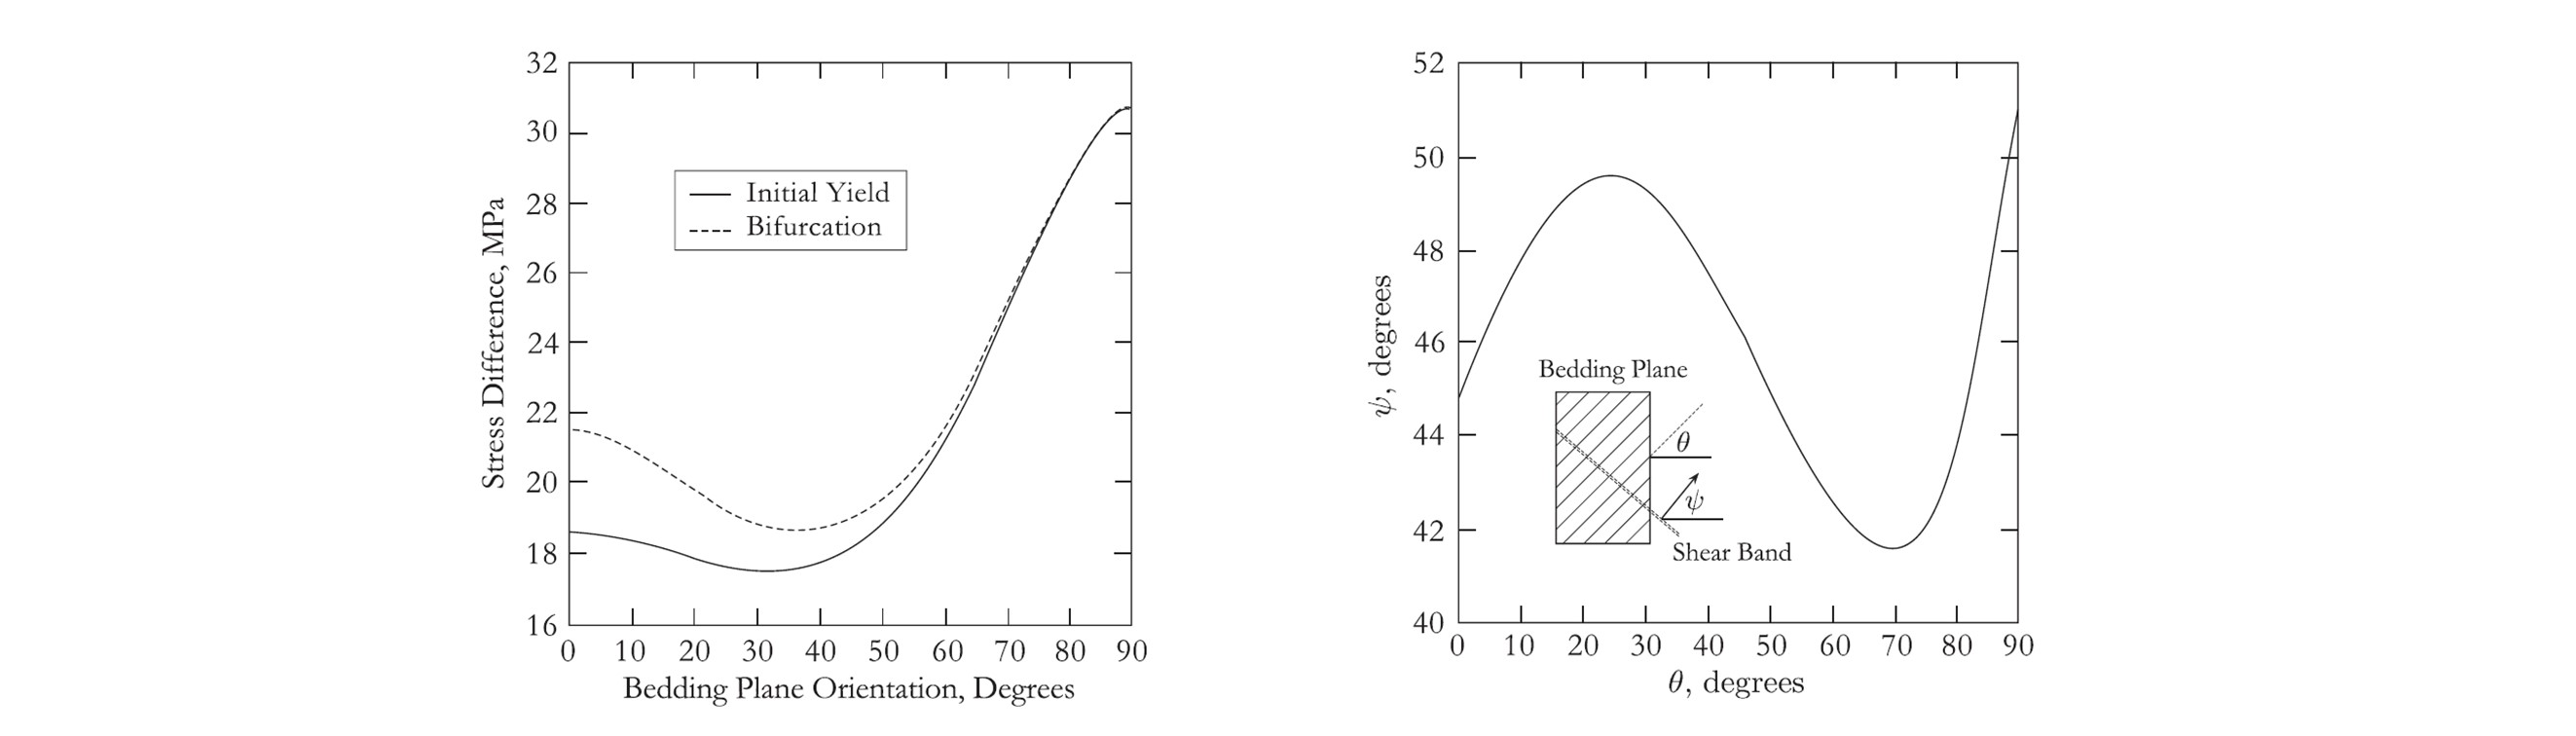 32
30
28
26
24
22
20
18
16
Stress Difference, MPa
Initial Yield
Bifurcation
0 10 20 30 40 50 60 70 80 90
Bedding Plane Orientation, Degrees
52
50
48
46
44
42
40
ψ, degrees
Bedding Plane
θ
ψ
Shear Band
0 10 20 30 40 50 60 70 80 90
θ, degrees